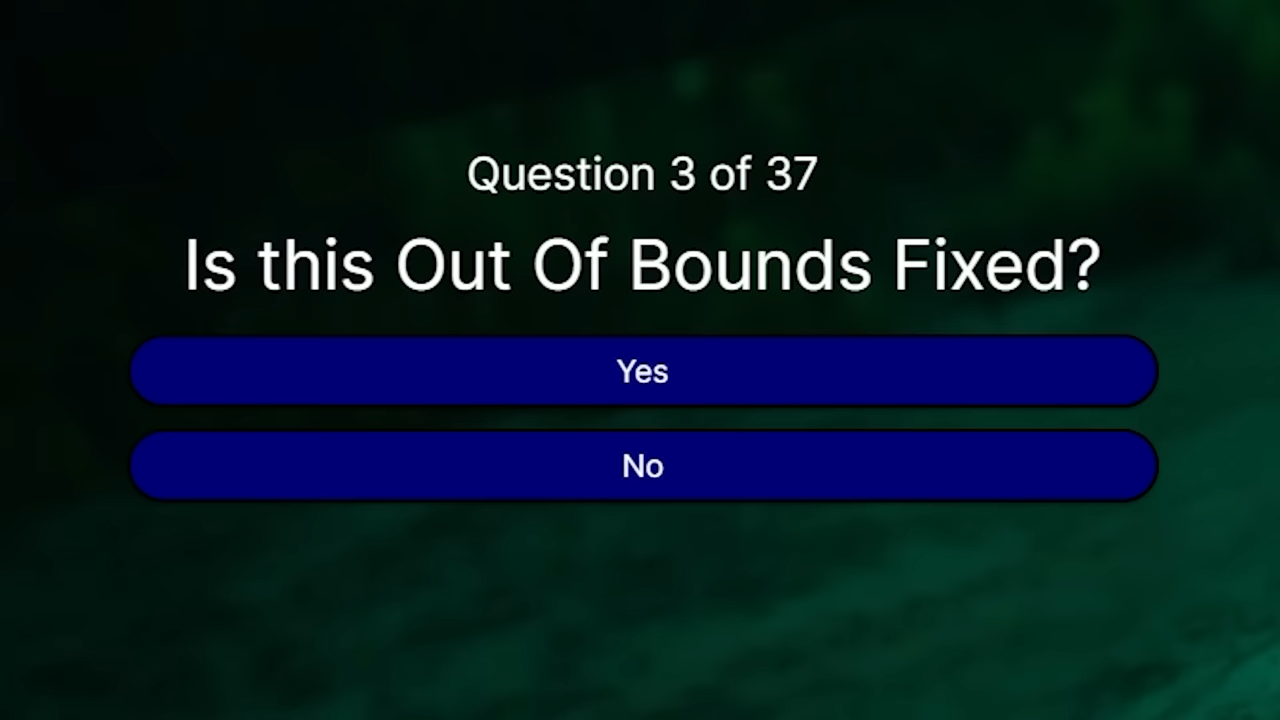 Question 3 of 37
Is this Out Of Bounds Fixed?
Yes
No